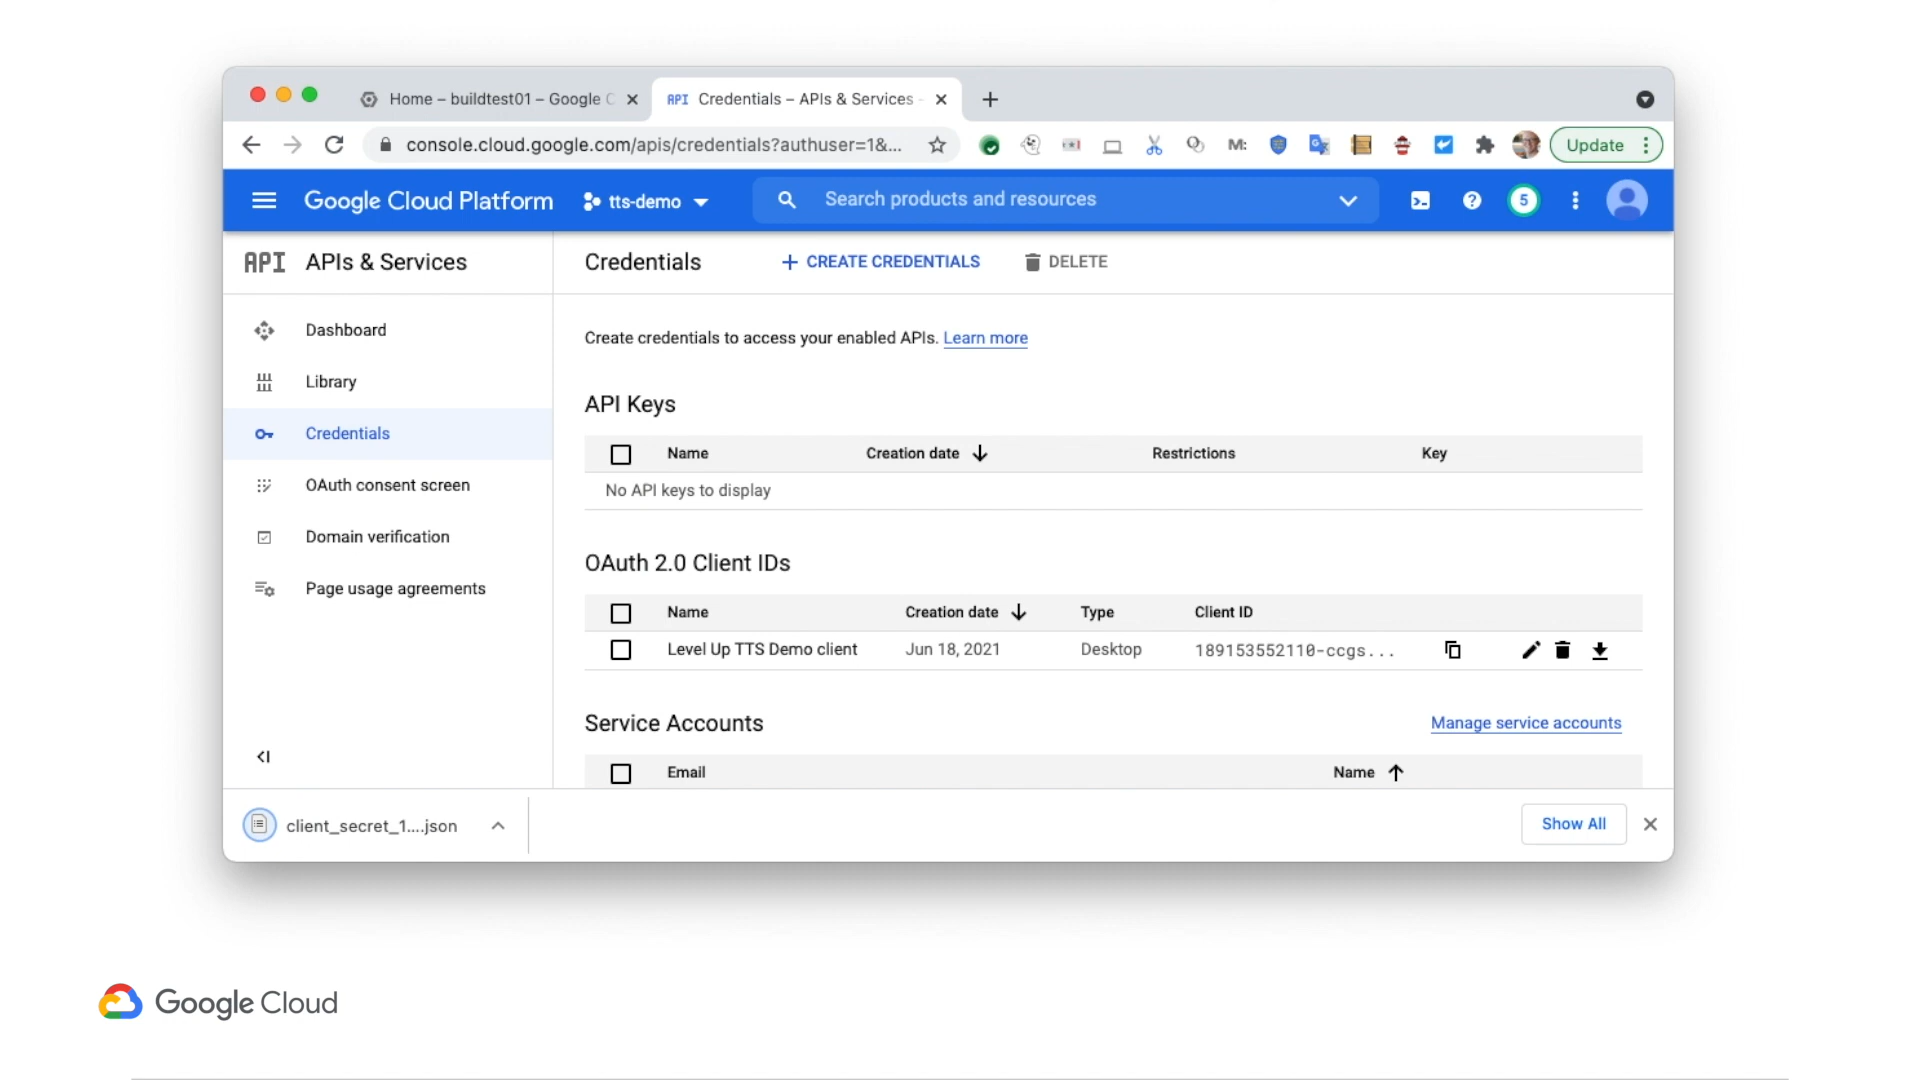 Home – buildtest01 – Google C
API Credentials – APIs & Services -
console.cloud.google.com/apis/credentials?authuser=1&...
M:
Update
Google Cloud Platform
tts-demo
Search products and resources
5
API APIs & Services
Credentials
CREATE CREDENTIALS
DELETE
Dashboard
Library
Credentials
OAuth consent screen
Domain verification
Page usage agreements
Create credentials to access your enabled APIs. Learn more
API Keys
Name Creation date Restrictions Key
No API keys to display
OAuth 2.0 Client IDs
Name Creation date Type Client ID
Level Up TTS Demo client Jun 18, 2021 Desktop 189153552110-ccgs...
Service Accounts Manage service accounts
Email Name
client_secret_1....json
Show All
Google Cloud